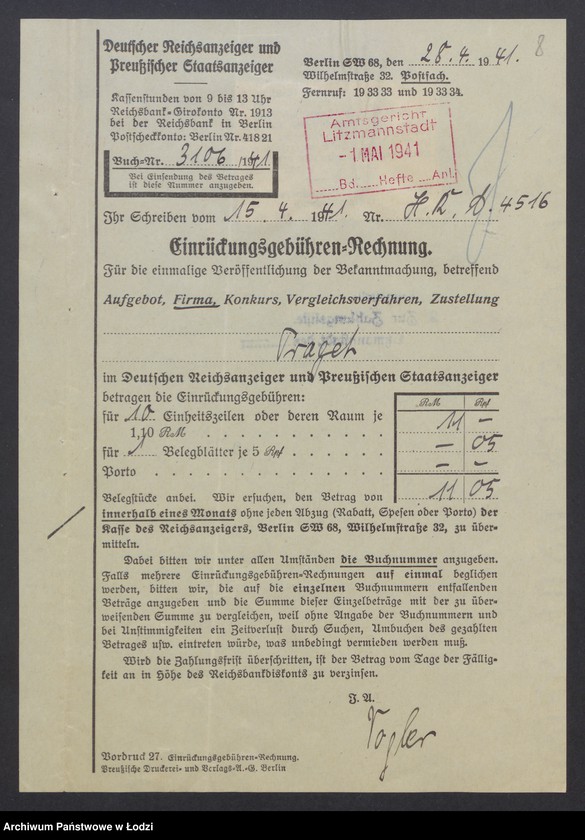 Deutscher Reichsanzeiger und
Preußischer Staatsanzeiger
Kassenstunden von 9 bis 13 Uhr
Reichsbank-Girokonto Nr. 1913
bei der Reichsbank in Berlin
Postscheckkonto: Berlin Nr. 41821
Buch-Nr. 3106 /1941
Bei Einsendung des Betrages
ist diese Nummer anzugeben.
8
Berlin SW 68, den 28. 4. 1941.
Wilhelmstraße 32. Postfach.
Fernruf: 19 33 33 und 19 33 34.
Amtsgericht
Litzmannstadt
-1 MAI 1941
Bd. Hefte Anl.
Ihr Schreiben vom 15. 4. 1941. Nr. H. R. A. 4516
Einrückungsgebühren-Rechnung.
Für die einmalige Veröffentlichung der Bekanntmachung, betreffend
Aufgebot, Firma, Konkurs, Vergleichsverfahren, Zustellung
Traget
im Deutschen Reichsanzeiger und Preußischen Staatsanzeiger
betragen die Einrückungsgebühren:
RM Rpf
für 10 Einheitszeilen oder deren Raum je
1,10 RM 11 —
für 1 Belegblätter je 5 Rpf — 05
Porto — —
11 05
Belegstücke anbei. Wir ersuchen, den Betrag von
innerhalb eines Monats ohne jeden Abzug (Rabatt, Spesen oder Porto) der
Kasse des Reichsanzeigers, Berlin SW 68, Wilhelmstraße 32, zu über-
mitteln.
Dabei bitten wir unter allen Umständen die Buchnummer anzugeben.
Falls mehrere Einrückungsgebühren-Rechnungen auf einmal beglichen
werden, bitten wir, die auf die einzelnen Buchnummern entfallenden
Beträge anzugeben und die Summe dieser Einzelbeträge mit der zu über-
weisenden Summe zu vergleichen, weil ohne Angabe der Buchnummern und
bei Unstimmigkeiten ein Zeitverlust durch Suchen, Umbuchen des gezahlten
Betrages usw. eintreten würde, was unbedingt vermieden werden muß.
Wird die Zahlungsfrist überschritten, ist der Betrag vom Tage der Fällig-
keit an in Höhe des Reichsbankdiskonts zu verzinsen.
J. A.
Vogler
Vordruck 27. Einrückungsgebühren-Rechnung.
Preußische Druckerei- und Verlags-A.-G. Berlin
Archiwum Państwowe w Łodzi